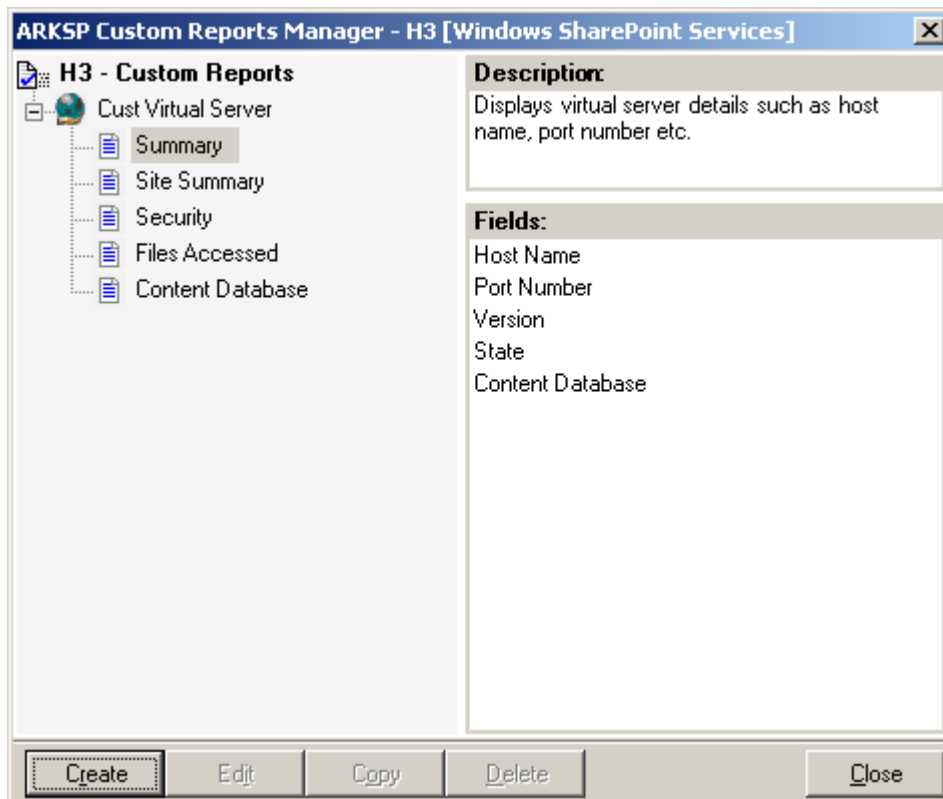 ARKSP Custom Reports Manager - H3 [Windows SharePoint Services]
H3 - Custom Reports
Cust Virtual Server
Summary
Site Summary
Security
Files Accessed
Content Database
Description:
Displays virtual server details such as host
name, port number etc.
Fields:
Host Name
Port Number
Version
State
Content Database
Create
Edit
Copy
Delete
Close